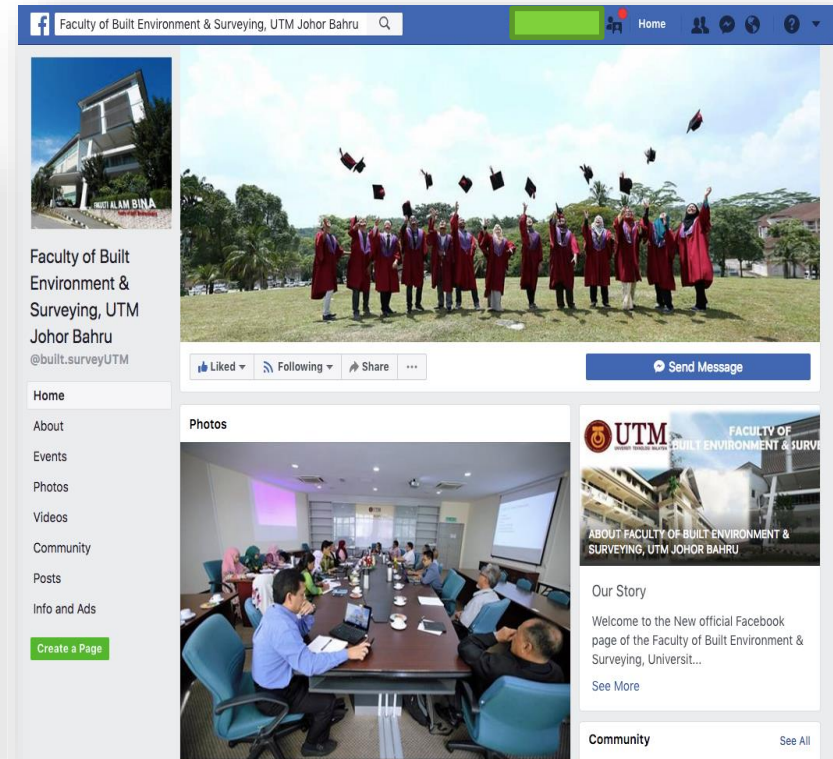 Faculty of Built Environment & Surveying, UTM Johor Bahru
Home
FAKULTI ALAM BINA
Faculty of Built
Environment &
Surveying, UTM
Johor Bahru
@built.surveyUTM
Liked
Following
Share
Send Message
Home
About
Events
Photos
Videos
Community
Posts
Info and Ads
Create a Page
Photos
UTM
UNIVERSITI TEKNOLOGI MALAYSIA
FACULTY OF
BUILT ENVIRONMENT & SURVE
ABOUT FACULTY OF BUILT ENVIRONMENT &
SURVEYING, UTM JOHOR BAHRU
Our Story
Welcome to the New official Facebook
page of the Faculty of Built Environment &
Surveying, Universit...
See More
Community
See All